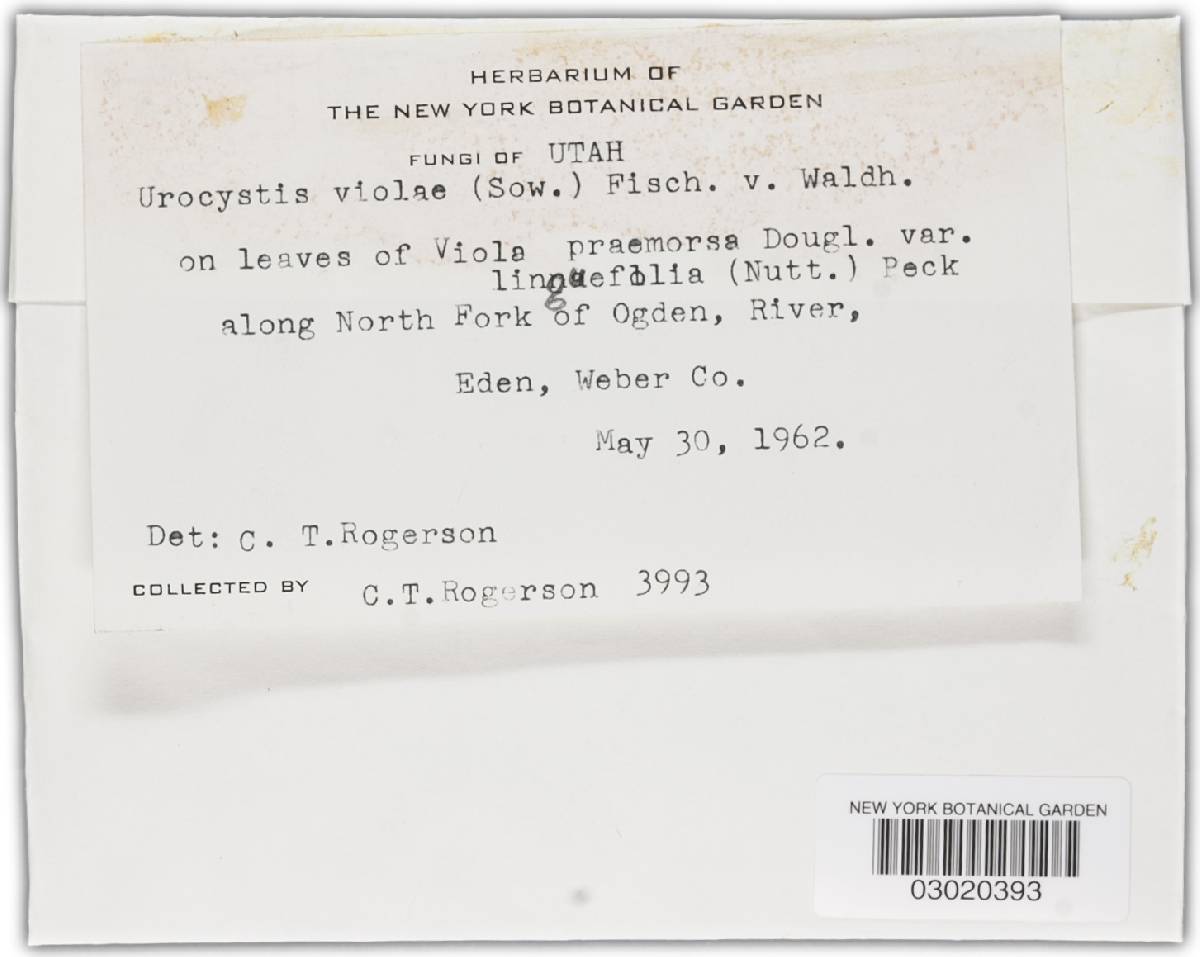 HERBARIUM OF
THE NEW YORK BOTANICAL GARDEN
FUNGI OF UTAH
Urocystis violae (Sow.) Fisch. v. Waldh.
on leaves of Viola praemorsa Dougl. var.
linguefolia (Nutt.) Peck
along North Fork of Ogden, River,
Eden, Weber Co.
May 30, 1962.
Det: C. T.Rogerson
COLLECTED BY C.T.Rogerson 3993
NEW YORK BOTANICAL GARDEN
03020393